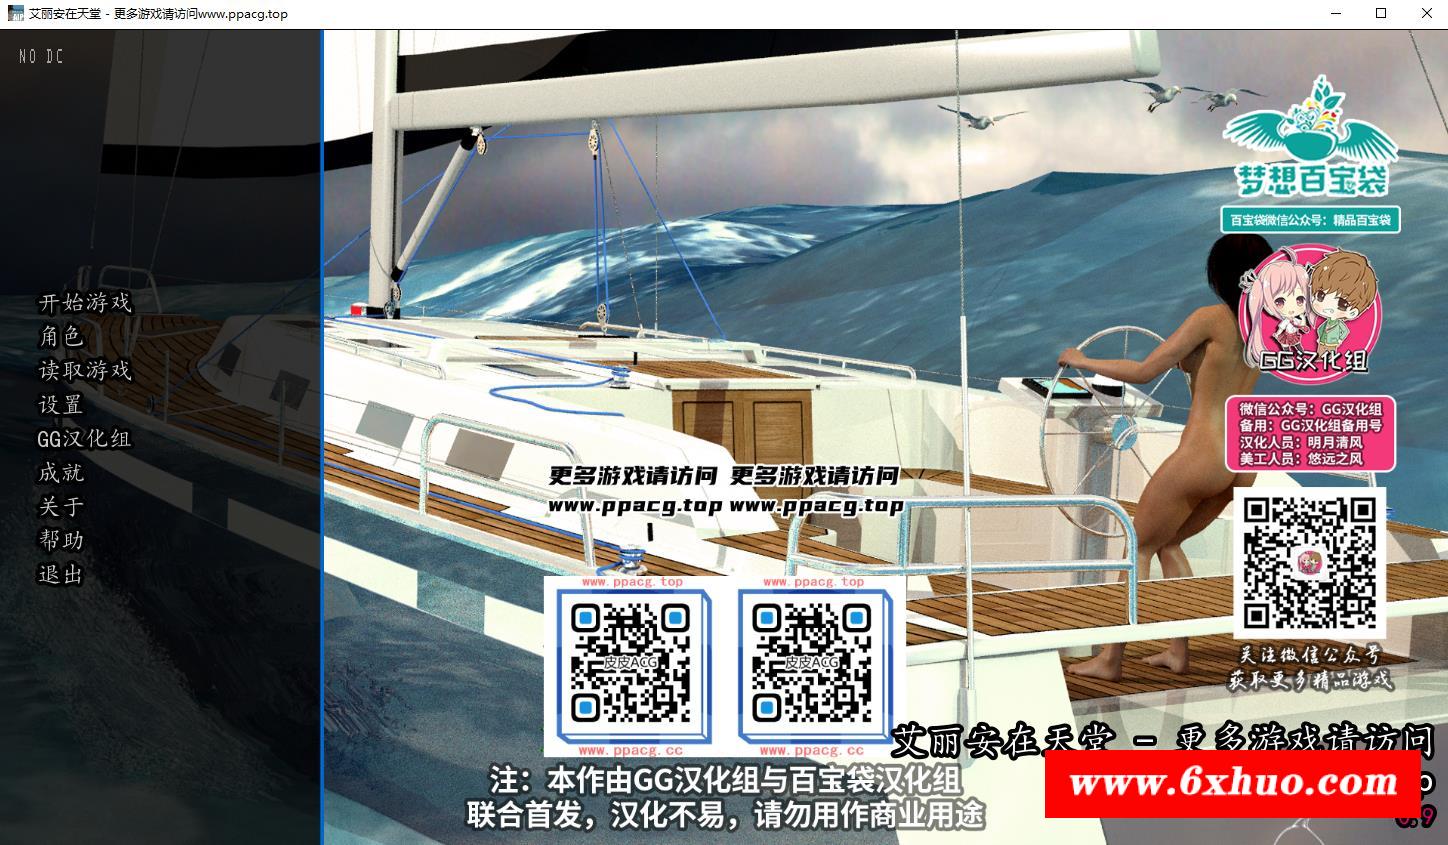 艾丽安在天堂 - 更多游戏请访问www.ppacg.top
NO DC
开始游戏
角色
读取游戏
设置
GG汉化组
成就
关于
帮助
退出
梦想百宝袋
百宝袋微信公众号：精品百宝袋
GG汉化组
微信公众号：GG汉化组
备用：GG汉化组备用号
汉化人员：明月清风
美工人员：悠远之风
关注微信公众号
获取更多精品游戏
更多游戏请访问 更多游戏请访问
www.ppacg.top www.ppacg.top
www.ppacg.top www.ppacg.top
皮皮ACG 皮皮ACG
www.ppacg.cc www.ppacg.cc
注：本作由GG汉化组与百宝袋汉化组
联合首发，汉化不易，请勿用作商业用途
艾丽安在天堂 - 更多游戏请访问
www.6xhuo.com